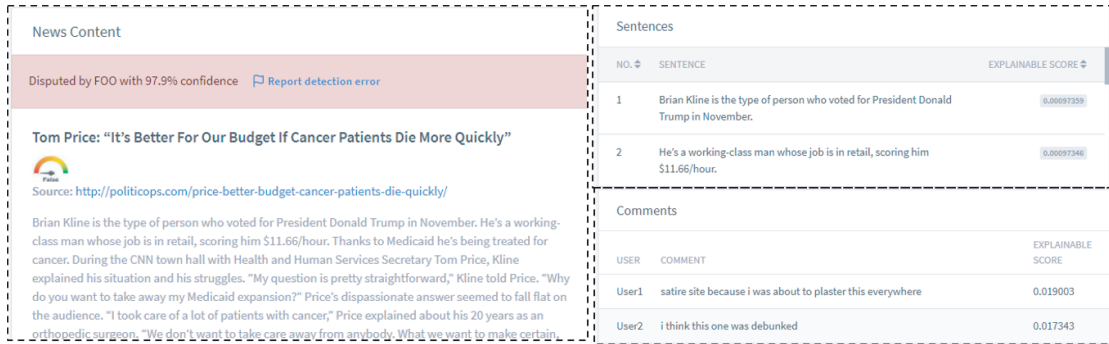 News Content
Disputed by FOO with 97.9% confidence Report detection error
Tom Price: “It’s Better For Our Budget If Cancer Patients Die More Quickly”
False
Source: http://politicops.com/price-better-budget-cancer-patients-die-quickly/
Brian Kline is the type of person who voted for President Donald Trump in November. He's a working-
class man whose job is in retail, scoring him $11.66/hour. Thanks to Medicaid he's being treated for
cancer. During the CNN town hall with Health and Human Services Secretary Tom Price, Kline
explained his situation and his struggles. "My question is pretty straightforward," Kline told Price. "Why
do you want to take away my Medicaid expansion?" Price's dispassionate answer seemed to fall flat on
the audience. "I took care of a lot of patients with cancer," Price explained about his 20 years as an
orthopedic surgeon. "We don't want to take care away from anybody. What we want to make certain,
Sentences
NO. SENTENCE EXPLAINABLE SCORE
1 Brian Kline is the type of person who voted for President Donald
Trump in November.
0.00097359
2 He's a working-class man whose job is in retail, scoring him
$11.66/hour.
0.00097346
Comments
USER COMMENT EXPLAINABLE
SCORE
User1 satire site because i was about to plaster this everywhere 0.019003
User2 i think this one was debunked 0.017343